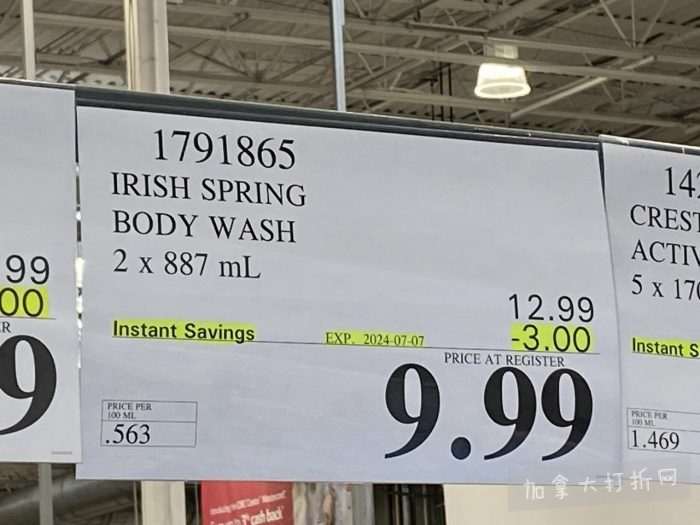 1791865
IRISH SPRING
BODY WASH
2 x 887 mL
12.99
Instant Savings
EXP. 2024-07-07
-3.00
PRICE AT REGISTER
9.99
PRICE PER
100 ML
.563
.99
.00
9
CREST
5 x
Instant
PRICE PER
100 ML
1.469
cash back
加拿大打折网